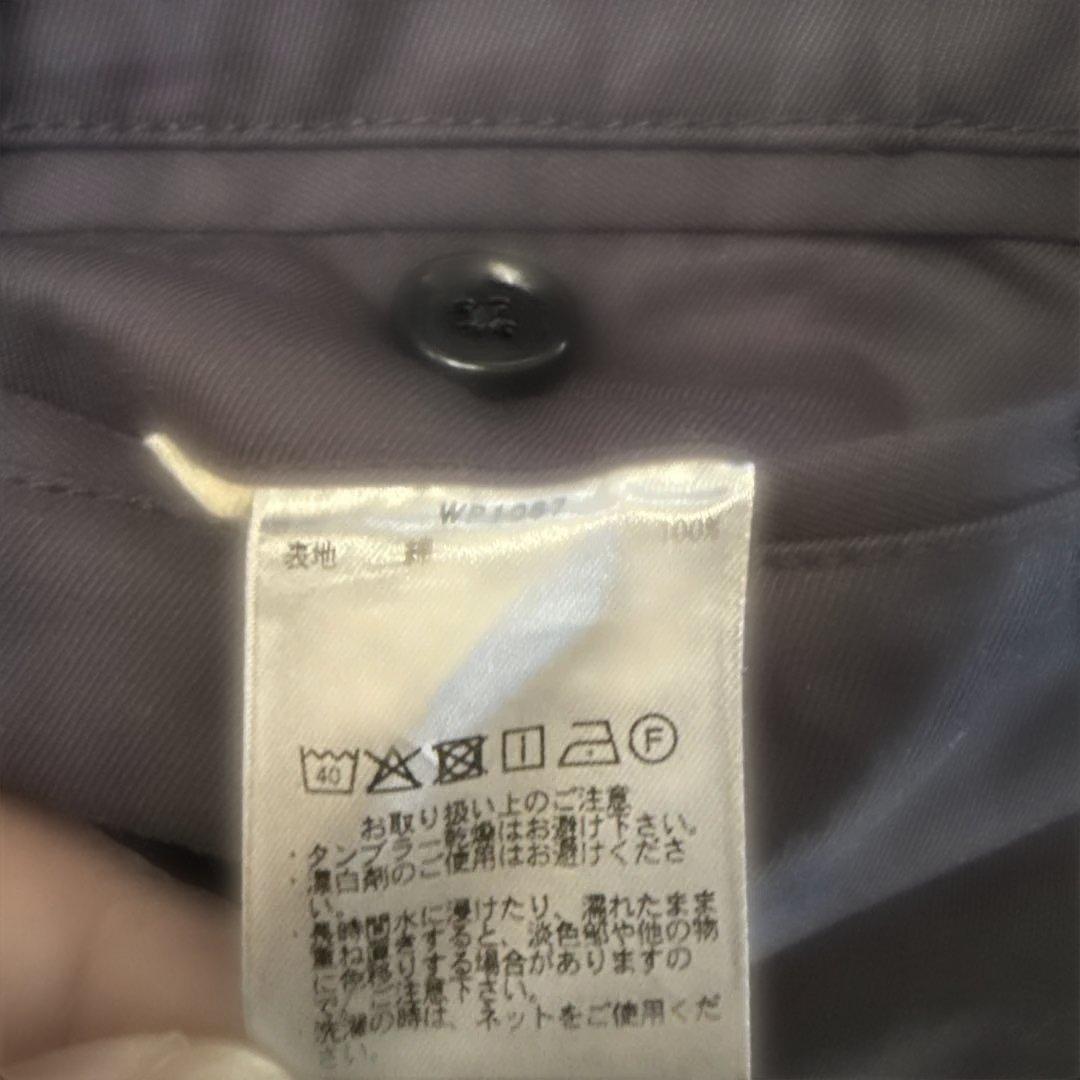 WP1067
表地 綿 100%
40 F
お取り扱い上のご注意
・タンブラー乾燥はお避け下さい。
・漂白剤のご使用はお避けくださ
い。
・長時間水に浸けたり、濡れたまま
重ね置きすると、淡色部や他の物
に色移りする場合がありますの
で、ご注意下さい。
洗濯の時は、ネットをご使用くだ
さい。